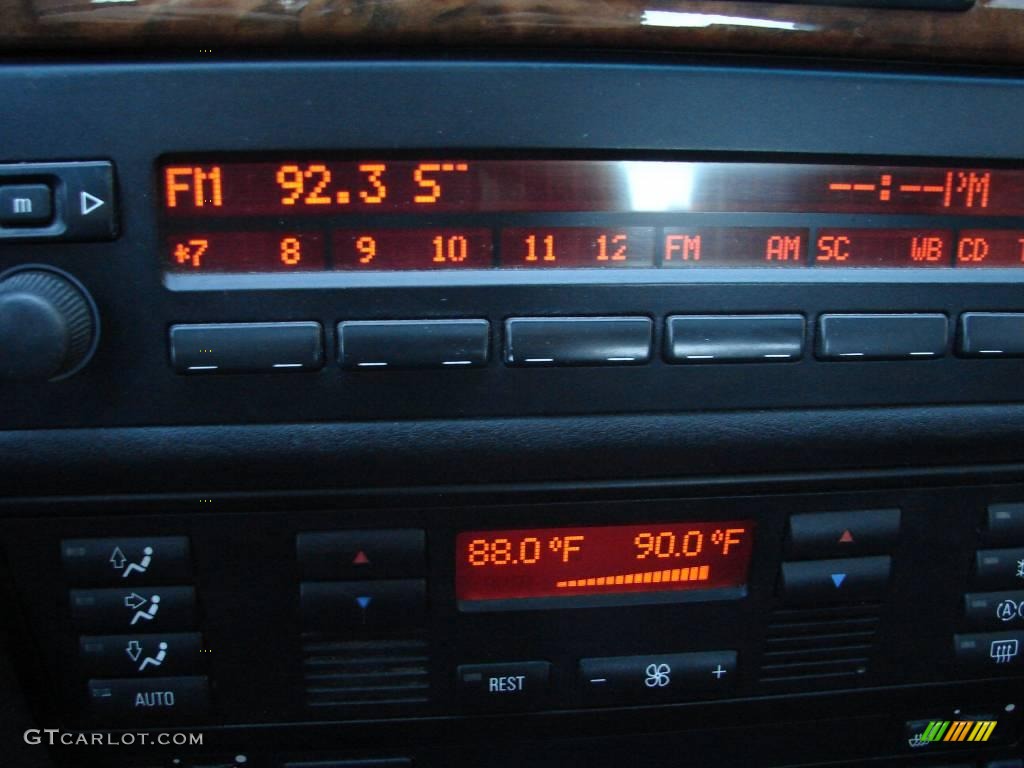 FM 92.3 S --:--PM
m
*7 8 9 10 11 12 FM AM SC WB CD
88.0°F 90.0°F
REST - +
AUTO
GTCARLOT.COM